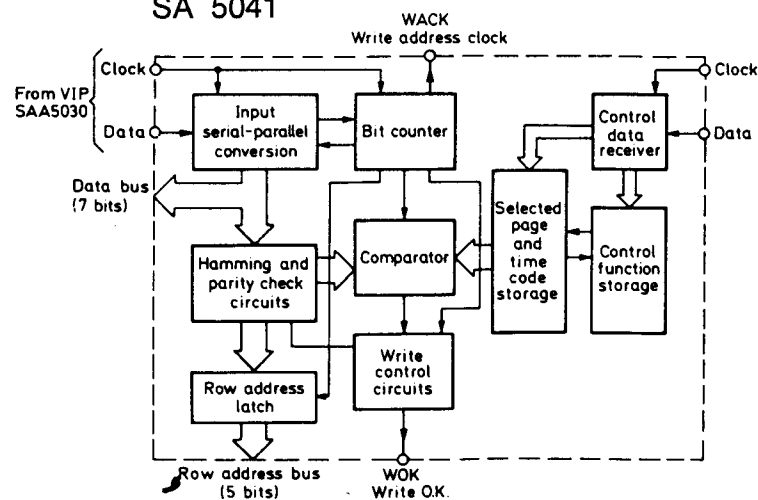 SA 5041
WACK
Write address clock
Clock
From VIP
SAA5030
Data
Input
serial-parallel
conversion
Bit counter
Control
data
receiver
Clock
Data
Data bus
(7 bits)
Hamming and
parity check
circuits
Comparator
Selected
page
and
time
code
storage
Control
function
storage
Row address
latch
Write
control
circuits
Row address bus
(5 bits)
WOK
Write O.K.